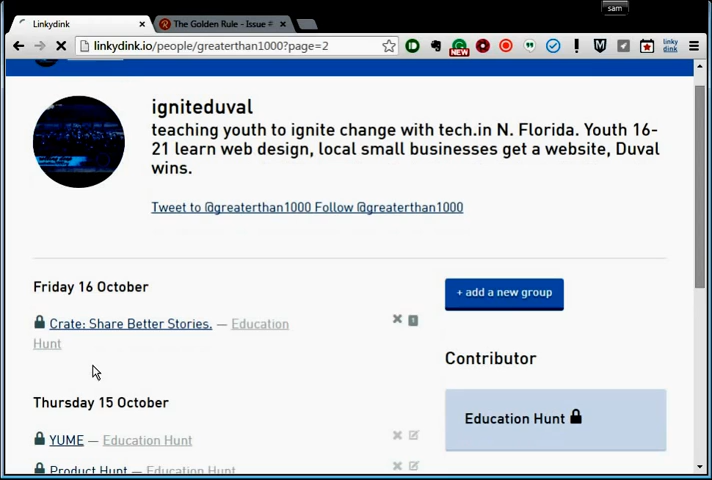 sam
Linkydink
The Golden Rule - Issue #
linkydink.io/people/greaterthan1000?page=2
NEW
linky
dink
igniteduval
teaching youth to ignite change with tech.in N. Florida. Youth 16-
21 learn web design, local small businesses get a website, Duval
wins.
Tweet to @greaterthan1000 Follow @greaterthan1000
Friday 16 October
+ add a new group
Crate: Share Better Stories. — Education
Hunt
Contributor
Thursday 15 October
Education Hunt
YUME — Education Hunt
Product Hunt — Education Hunt